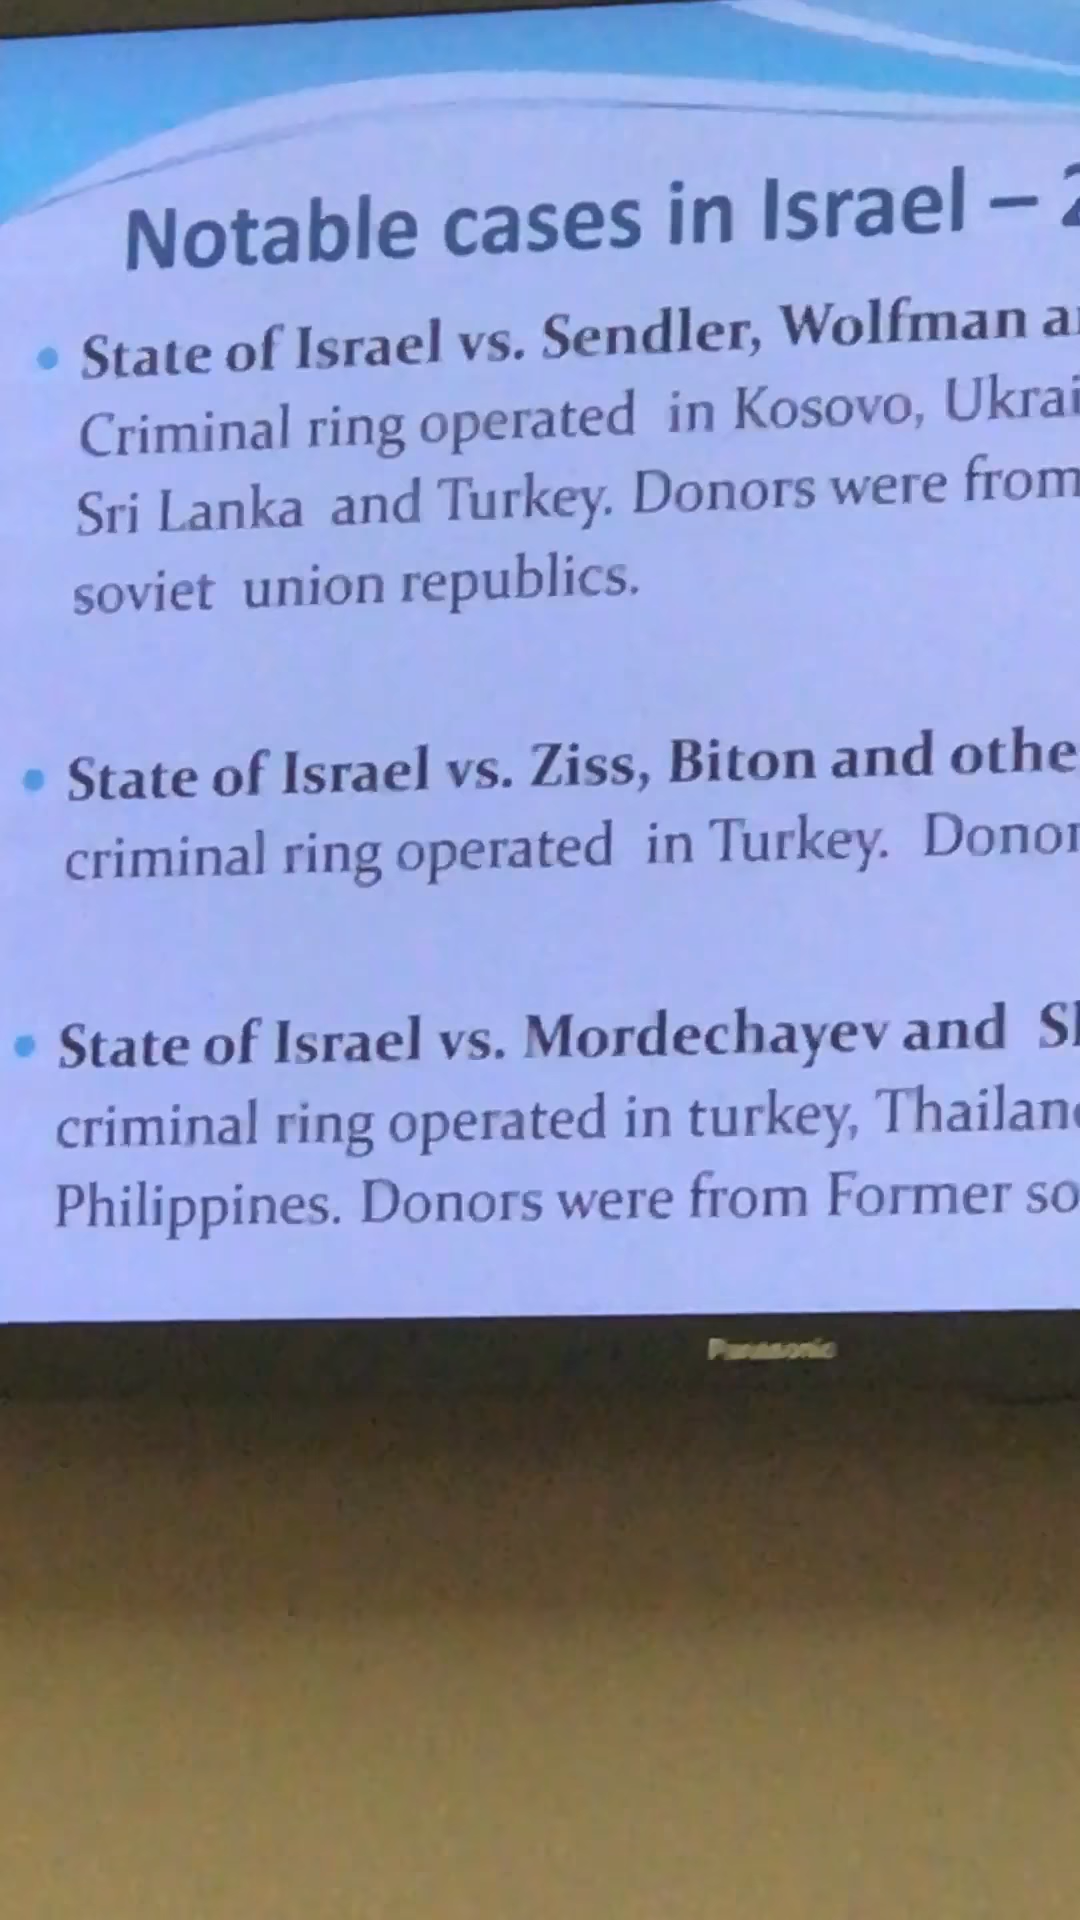 Notable cases in Israel –
• State of Israel vs. Sendler, Wolfman
Criminal ring operated in Kosovo,
Sri Lanka and Turkey. Donors were from
soviet union republics.
• State of Israel vs. Ziss, Biton and
criminal ring operated in Turkey.
• State of Israel vs. Mordechayev and
criminal ring operated in turkey,
Philippines. Donors were from Former
Panasonic